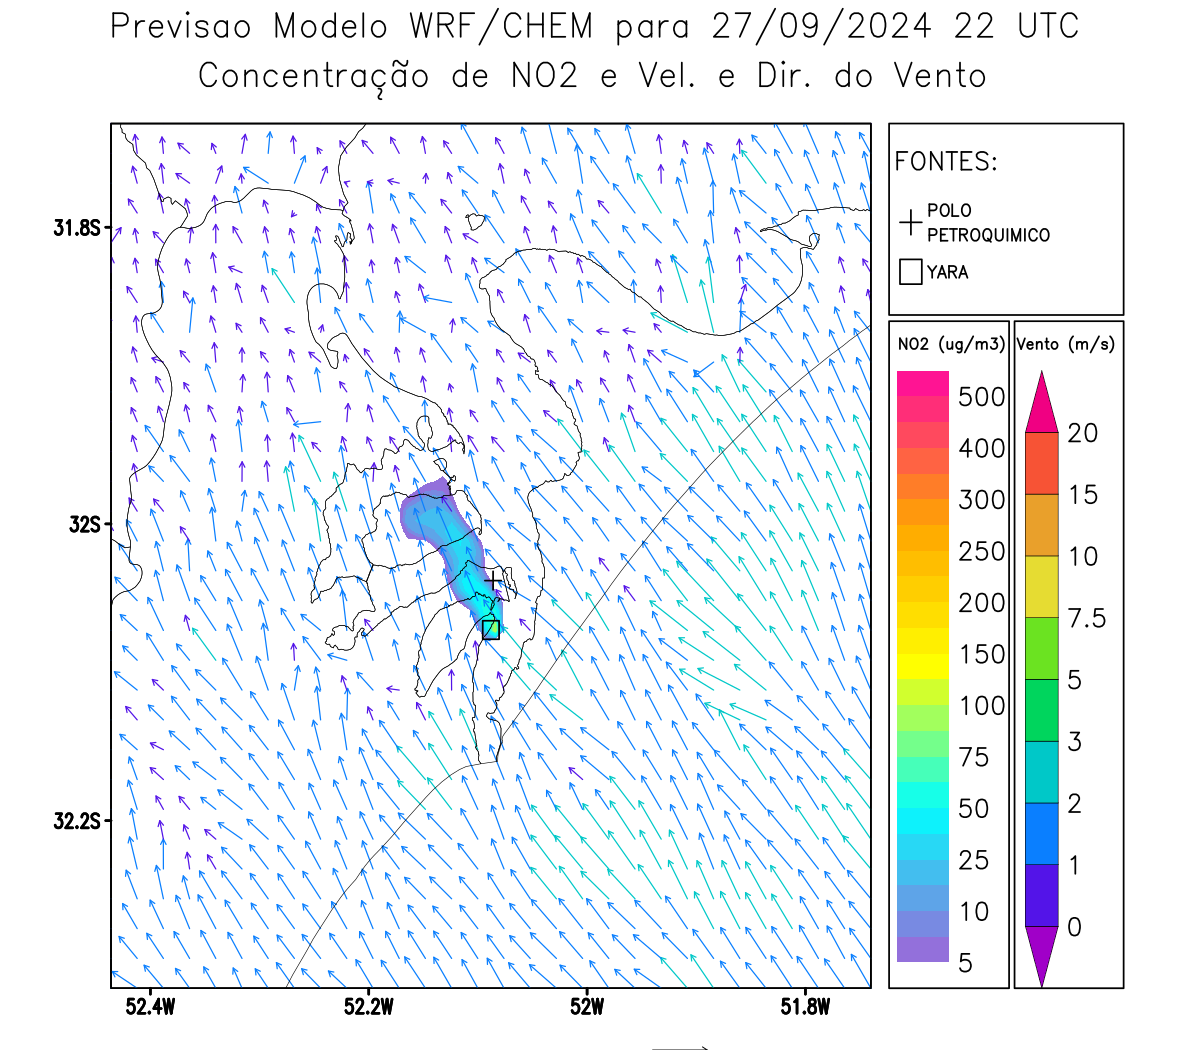 Previsao Modelo WRF/CHEM para 27/09/2024 22 UTC
Concentração de NO2 e Vel. e Dir. do Vento
FONTES:
POLO
PETROQUIMICO
YARA
NO2 (ug/m3)
500
400
300
250
200
150
100
75
50
25
10
5
Vento (m/s)
20
15
10
7.5
5
3
2
1
0
31.8S
32S
32.2S
52.4W
52.2W
52W
51.8W